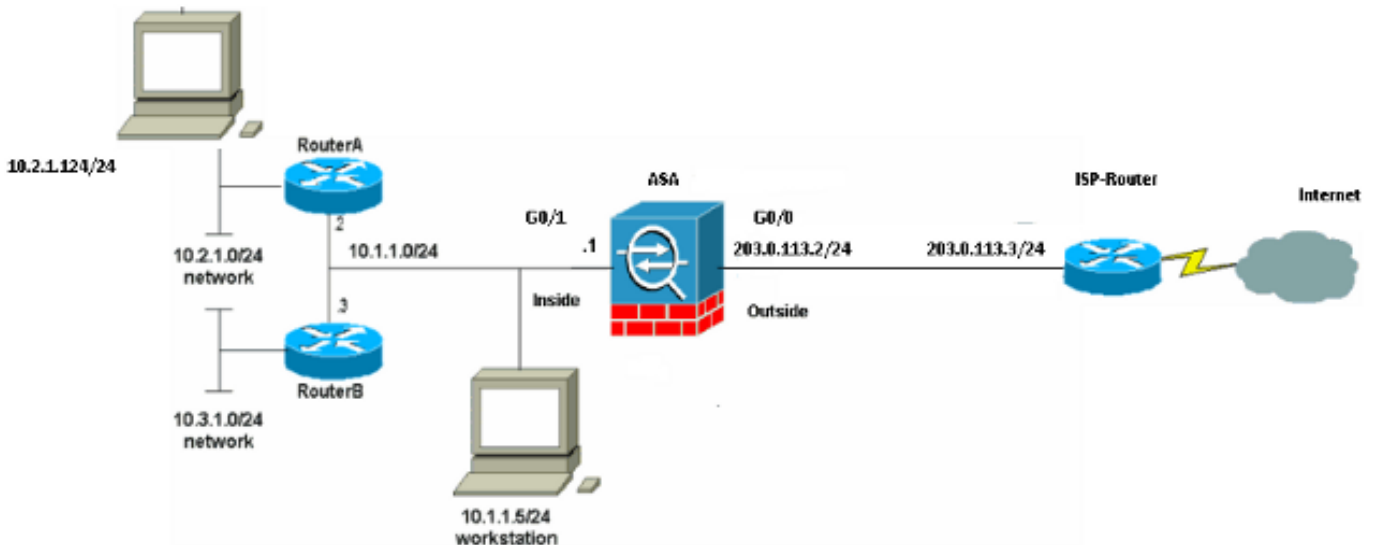 10.2.1.124/24
RouterA
2
10.2.1.0/24
network
10.1.1.0/24
.3
RouterB
10.3.1.0/24
network
G0/1
.1
Inside
ASA
G0/0
203.0.113.2/24
Outside
10.1.1.5/24
workstation
203.0.113.3/24
ISP-Router
Internet